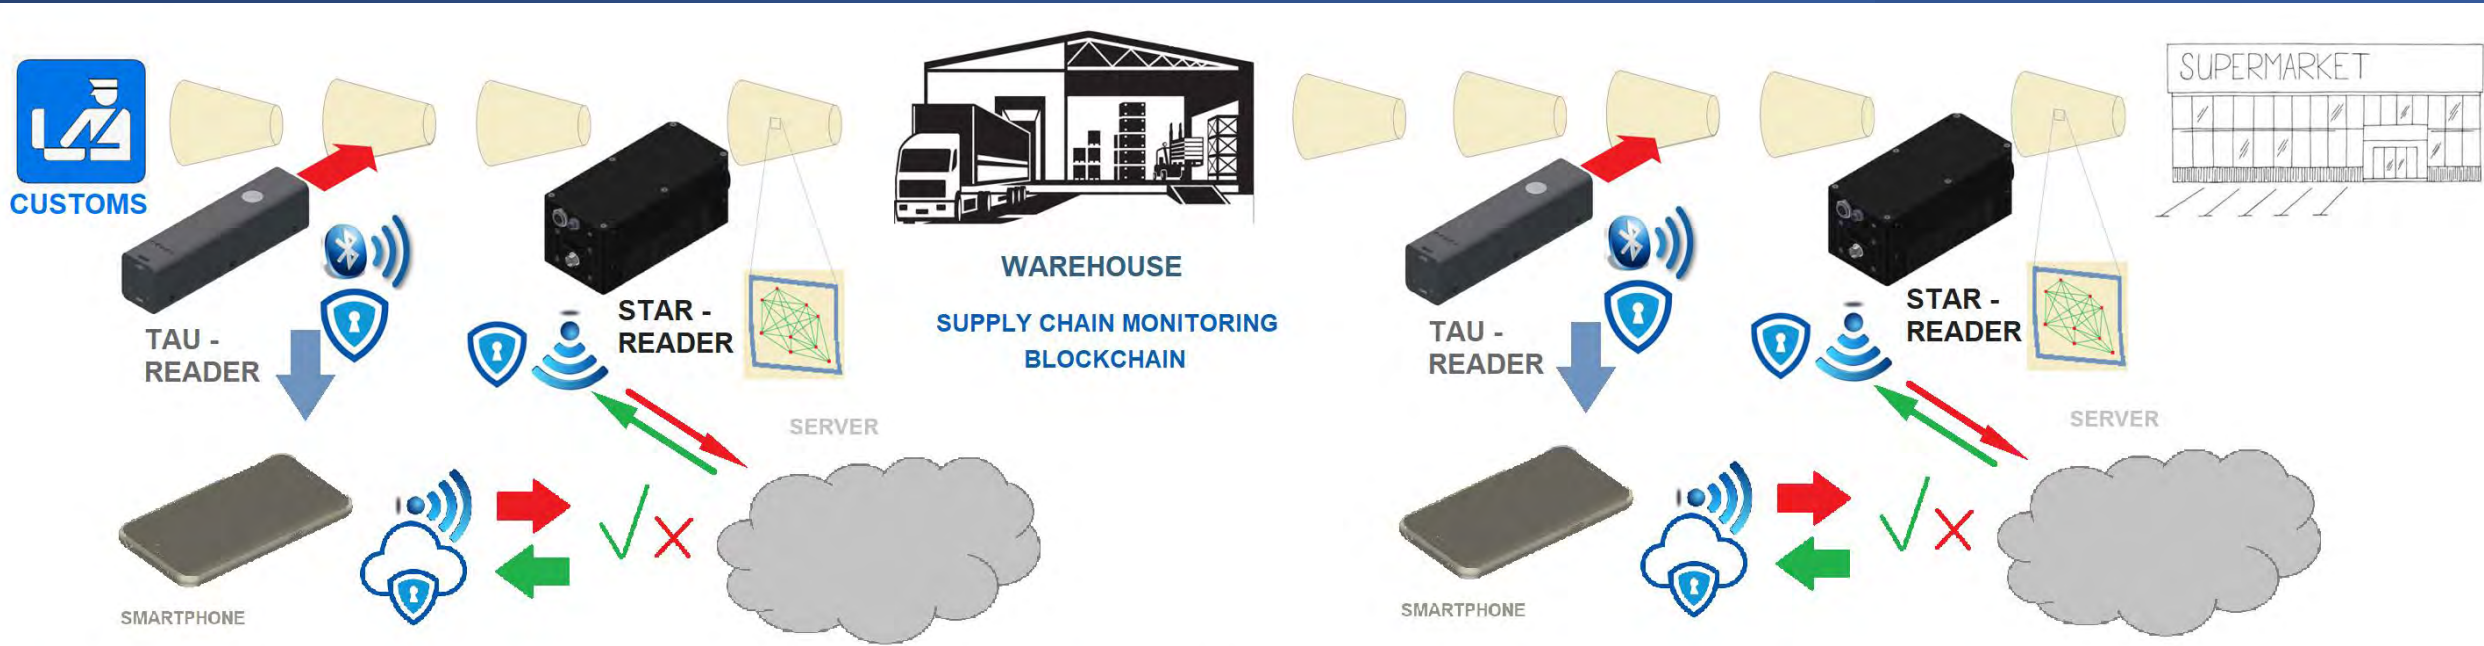 CUSTOMS
TAU -
READER
STAR -
READER
SERVER
SMARTPHONE
WAREHOUSE
SUPPLY CHAIN MONITORING
BLOCKCHAIN
TAU -
READER
STAR -
READER
SERVER
SMARTPHONE
SUPERMARKET